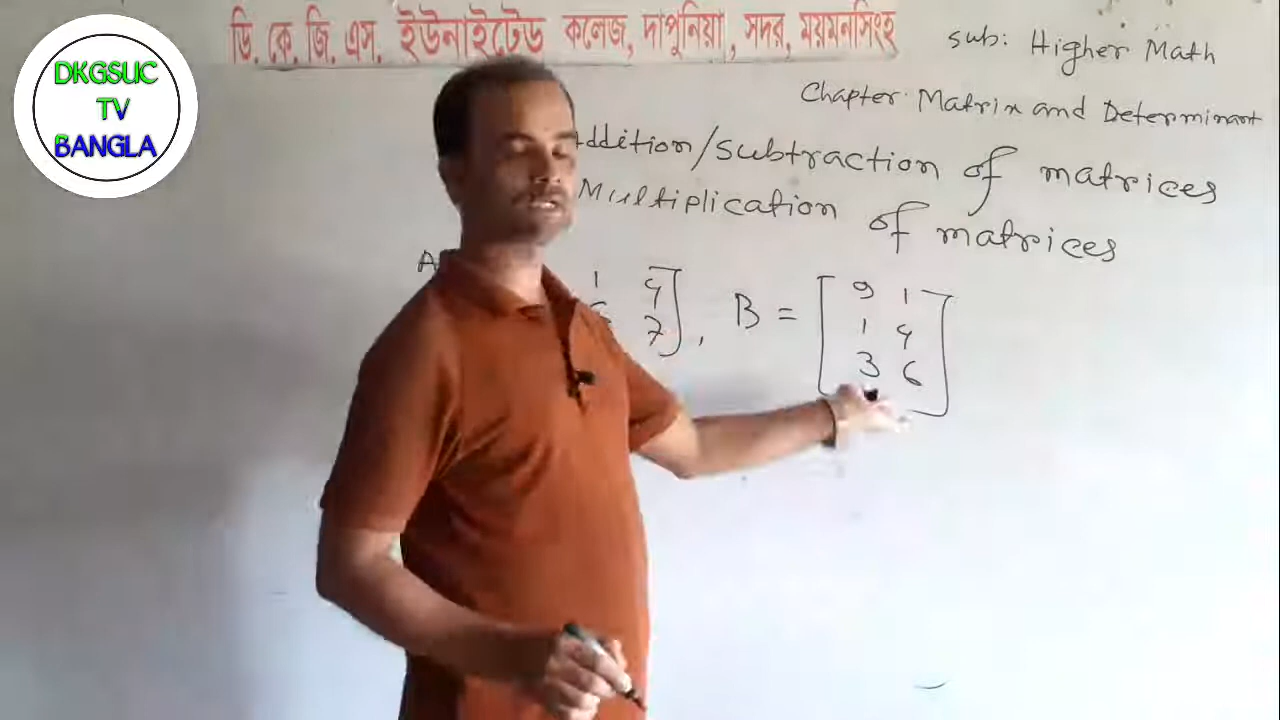 ডি. কে. জি. এস. ইউনাইটেড কলেজ, দাপুনিয়া, সদর, ময়মনসিংহ
DKGSUC
TV
BANGLA
sub: Higher Math
Chapter: Matrix and Determinant
ddition/subtraction of matrices
Multiplication of matrices
A
1 4
7 ,
B = [ 9 1
1 4
3 6 ]